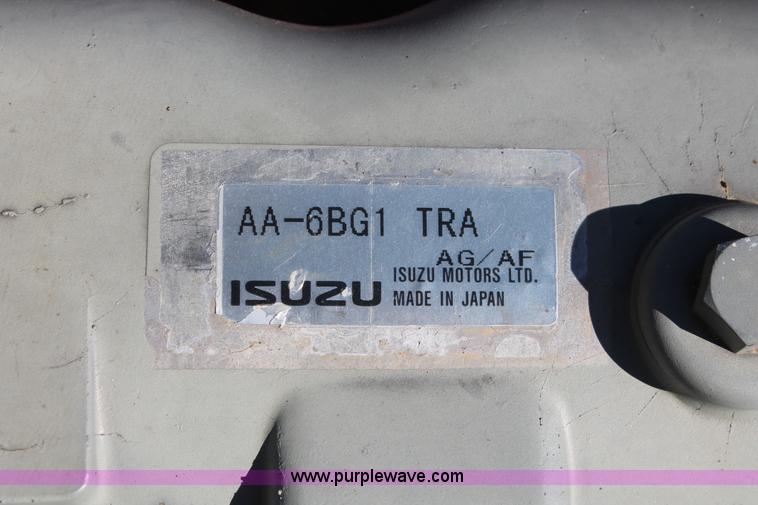 AA-6BG1 TRA
AG/AF
ISUZU MOTORS LTD.
ISUZU MADE IN JAPAN
www.purplewave.com